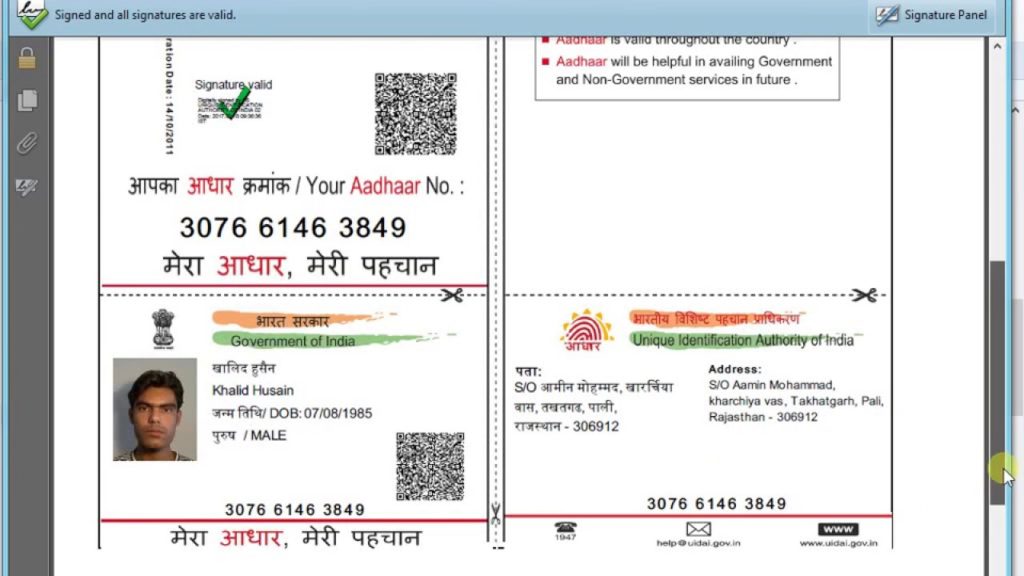 Signed and all signatures are valid.
Signature Panel
ration Date : 14/10/2011
Signature valid
आपका आधार क्रमांक / Your Aadhaar No. :
3076 6146 3849
मेरा आधार, मेरी पहचान
■ Aadhaar is valid throughout the country .
■ Aadhaar will be helpful in availing Government
and Non-Government services in future .
भारत सरकार
Government of India
खालिद हुसैन
Khalid Husain
जन्म तिथि/ DOB: 07/08/1985
पुरुष / MALE
3076 6146 3849
मेरा आधार, मेरी पहचान
आधार
भारतीय विशिष्ट पहचान प्राधिकरण
Unique Identification Authority of India
पता:
S/O आमीन मोहम्मद, खारर्चिया
वास, तखतगढ, पाली,
राजस्थान - 306912
Address:
S/O Aamin Mohammad,
kharchiya vas, Takhatgarh, Pali,
Rajasthan - 306912
3076 6146 3849
1947
help@uidai.gov.in
www
www.uidai.gov.in